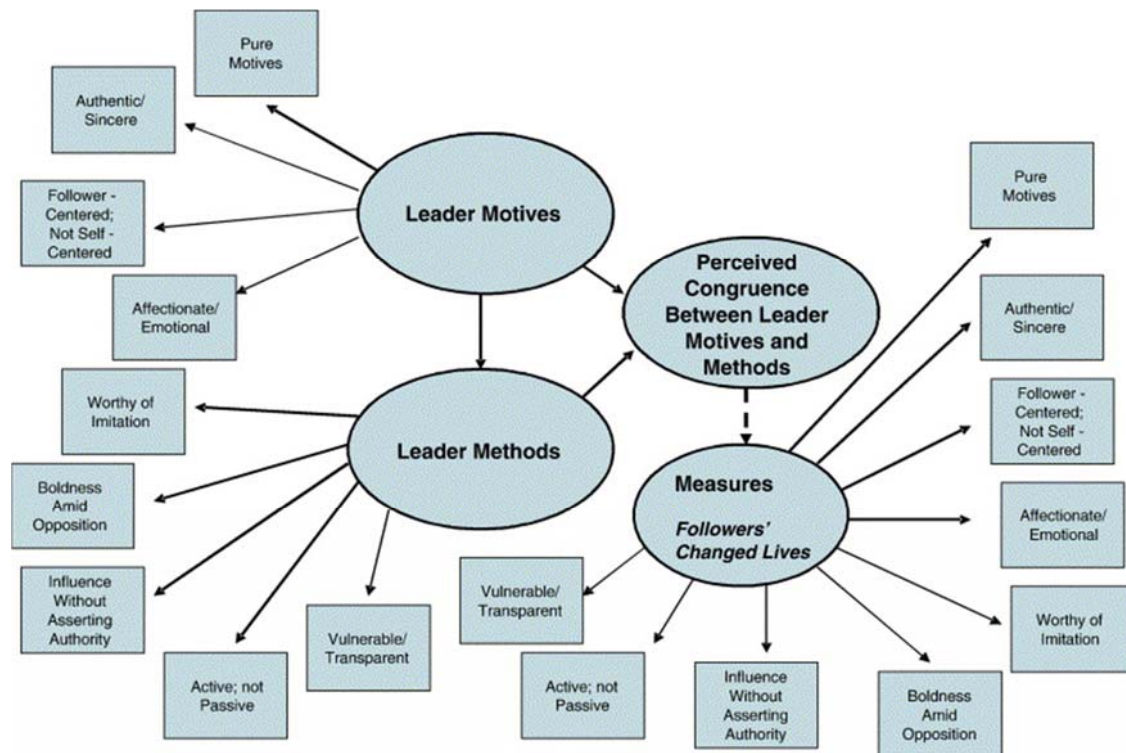 Pure
Motives
Authentic/
Sincere
Follower -
Centered;
Not Self -
Centered
Affectionate/
Emotional
Leader Motives
Worthy of
Imitation
Boldness
Amid
Opposition
Influence
Without
Asserting
Authority
Active; not
Passive
Vulnerable/
Transparent
Leader Methods
Perceived
Congruence
Between Leader
Motives and
Methods
Measures
Followers'
Changed Lives
Pure
Motives
Authentic/
Sincere
Follower -
Centered;
Not Self -
Centered
Affectionate/
Emotional
Worthy of
Imitation
Boldness
Amid
Opposition
Influence
Without
Asserting
Authority
Active; not
Passive
Vulnerable/
Transparent